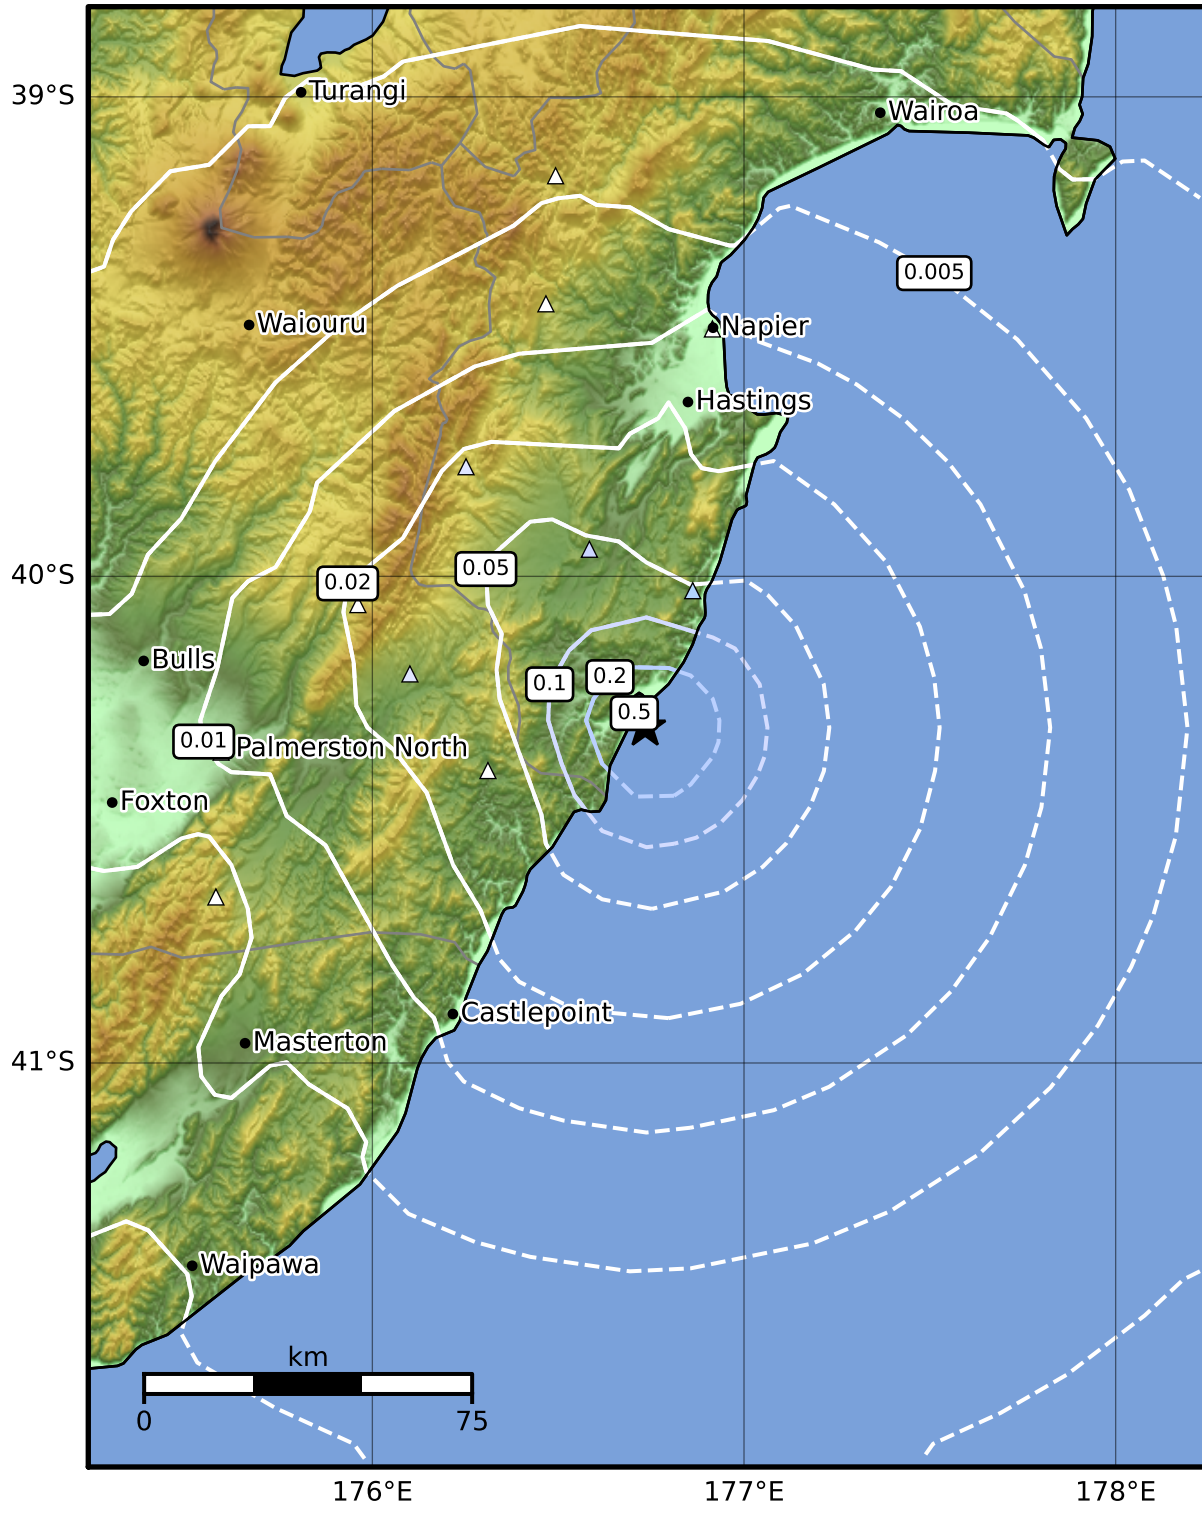 39°S
Turangi
Wairoa
0.005
Waiouru
Napier
Hastings
40°S
0.02
0.05
Bulls
0.1
0.2
0.5
0.01
Palmerston North
Foxton
Castlepoint
Masterton
41°S
Waipawa
km
0
75
176°E
177°E
178°E